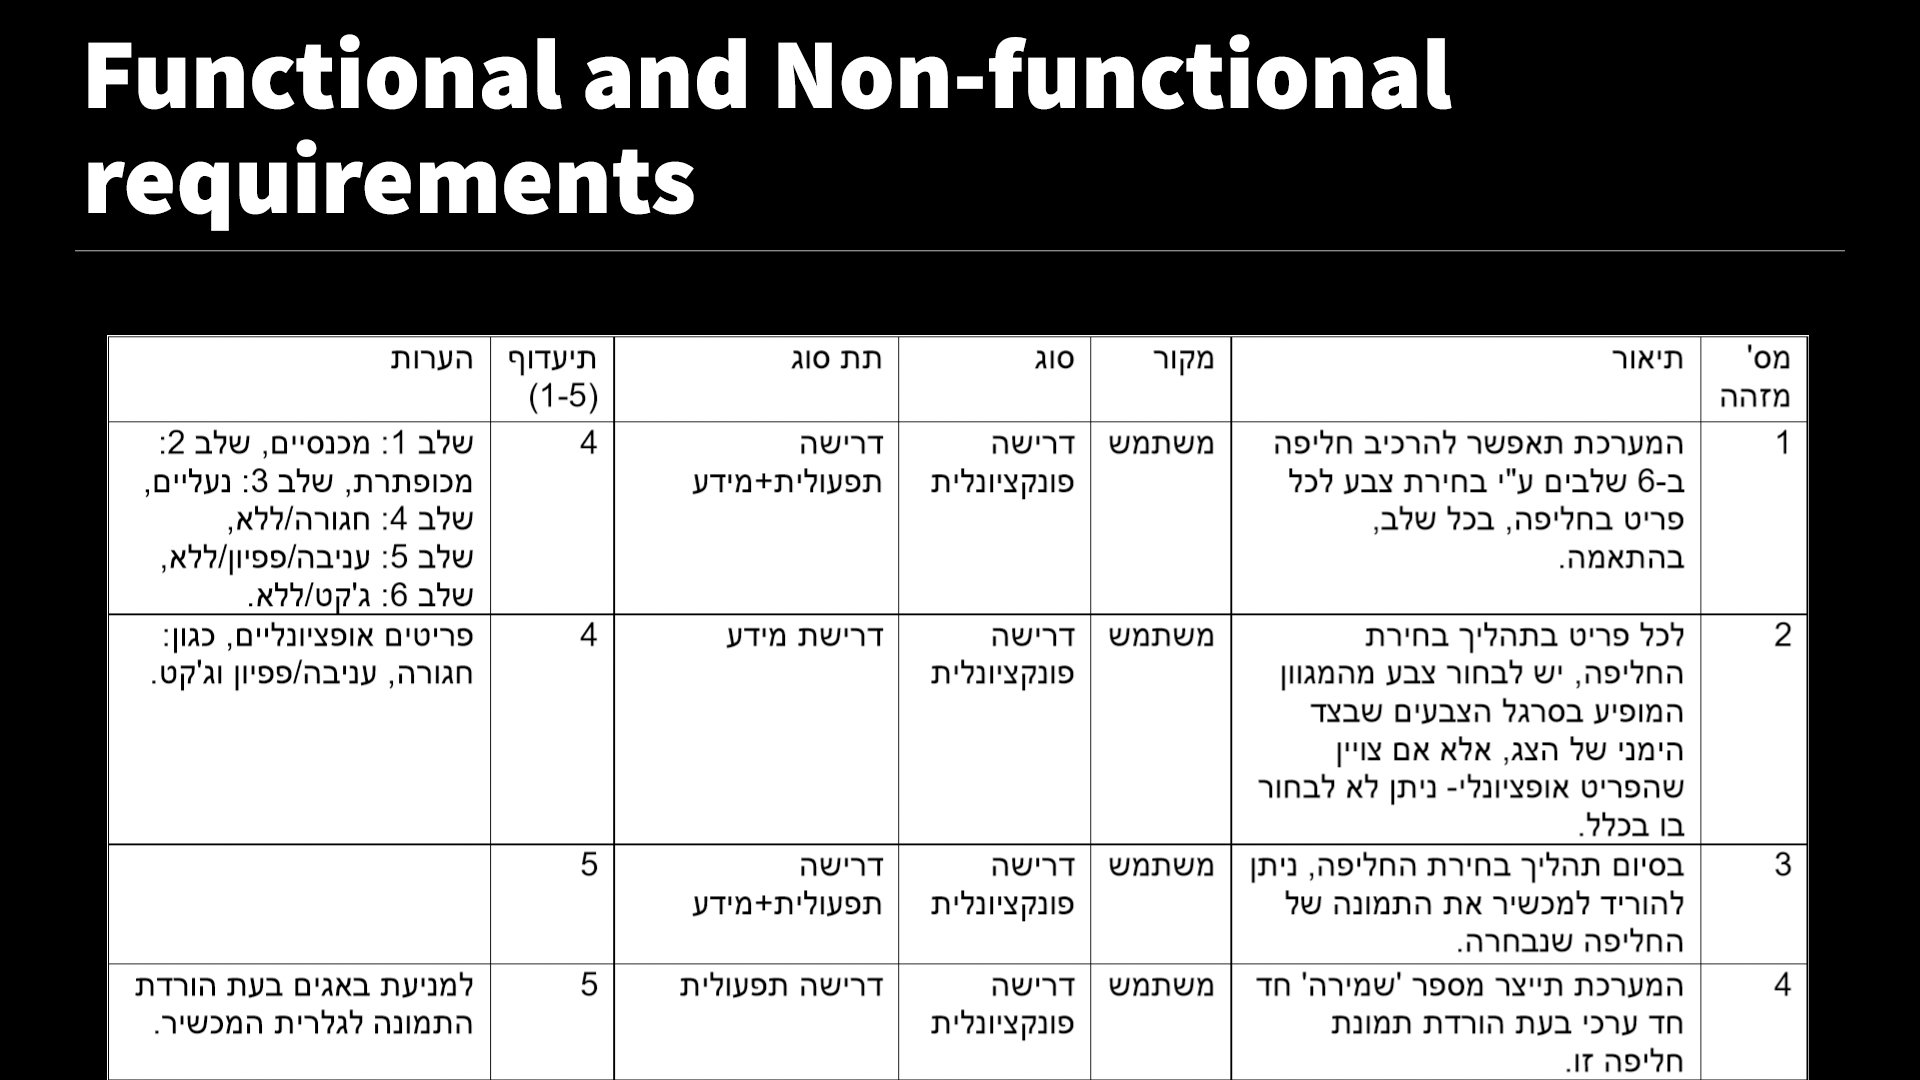 Functional and Non-functional
requirements
מס'
מזהה
תיאור
מקור
סוג
תת סוג
תיעדוף
(1-5)
הערות
1
המערכת תאפשר להרכיב חליפה
ב-6 שלבים ע"י בחירת צבע לכל
פריט בחליפה, בכל שלב,
בהתאמה.
משתמש
דרישה
פונקציונלית
דרישה
תפעולית+מידע
4
שלב 1: מכנסיים, שלב 2:
מכופתרת, שלב 3: נעליים,
שלב 4: חגורה/ללא,
שלב 5: עניבה/פפיון/ללא,
שלב 6: ג'קט/ללא.
2
לכל פריט בתהליך בחירת
החליפה, יש לבחור צבע מהמגוון
המופיע בסרגל הצבעים שבצד
הימני של הצג, אלא אם צויין
שהפריט אופציונלי- ניתן לא לבחור
בו בכלל.
משתמש
דרישה
פונקציונלית
דרישת מידע
4
פריטים אופציונליים, כגון:
חגורה, עניבה/פפיון וג'קט.
3
בסיום תהליך בחירת החליפה, ניתן
להוריד למכשיר את התמונה של
החליפה שנבחרה.
משתמש
דרישה
פונקציונלית
דרישה
תפעולית+מידע
5
4
המערכת תייצר מספר 'שמירה' חד
חד ערכי בעת הורדת תמונת
חליפה זו.
משתמש
דרישה
פונקציונלית
דרישה תפעולית
5
למניעת באגים בעת הורדת
התמונה לגלרית המכשיר.